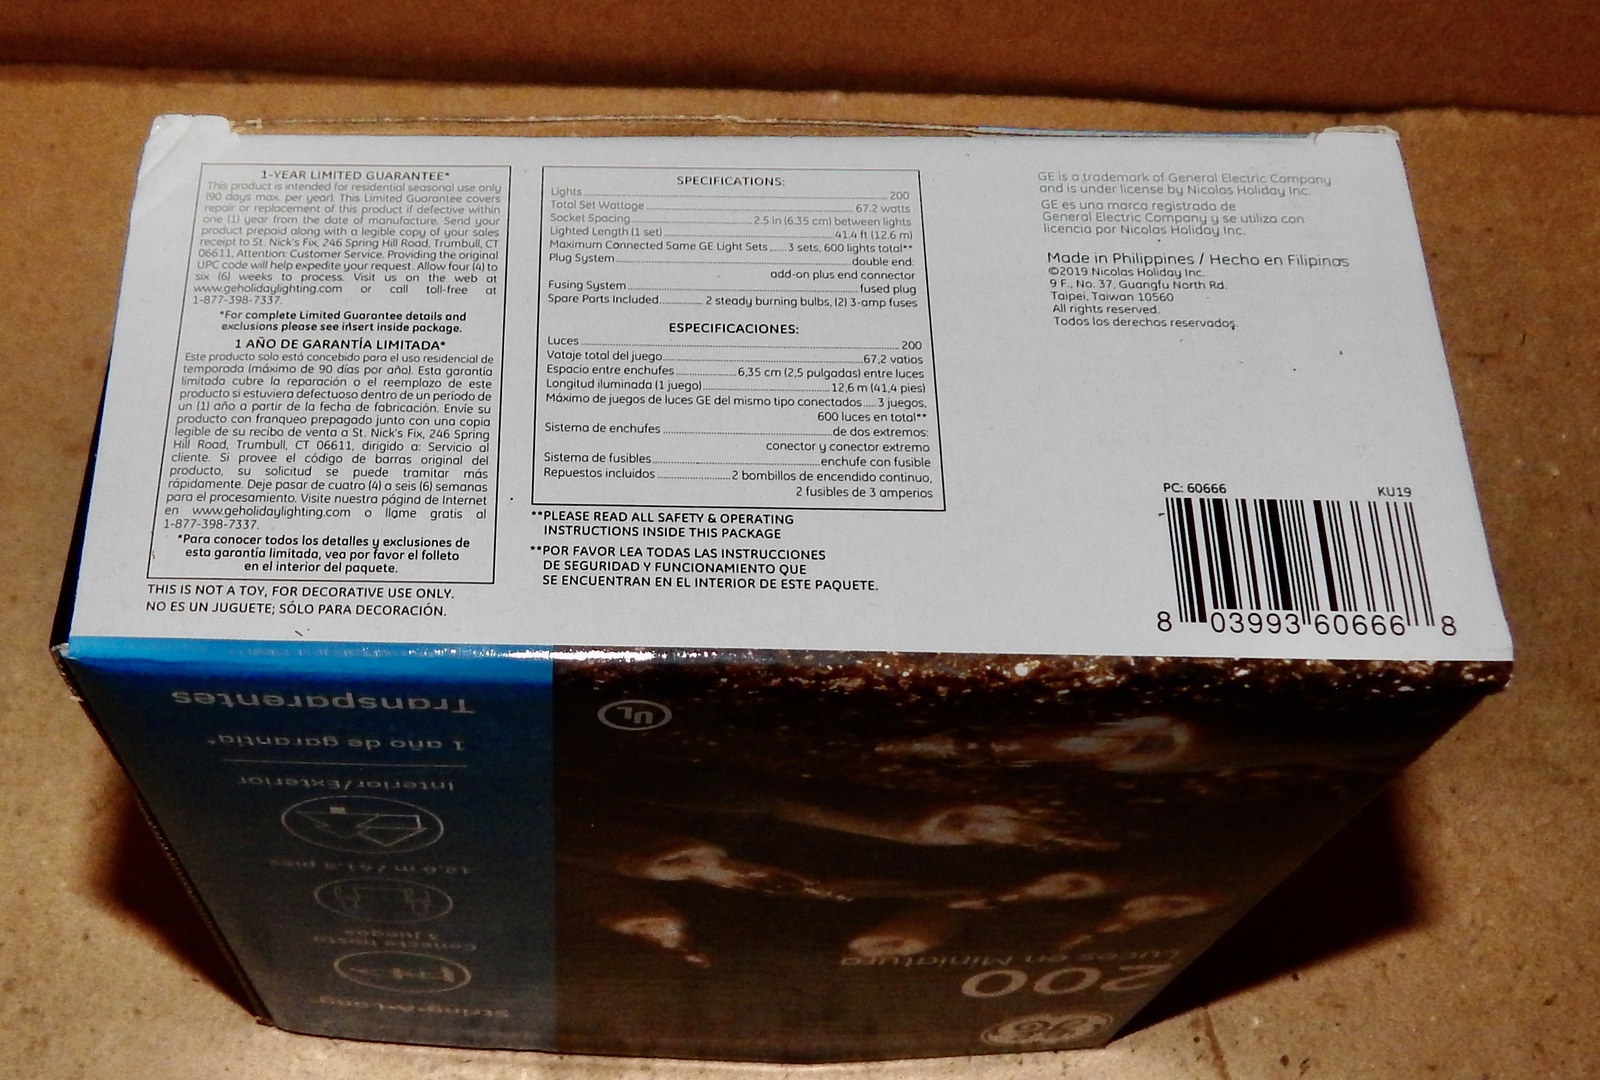 1-YEAR LIMITED GUARANTEE*
This product is intended for residential seasonal use only
(90 days max. per year). This Limited Guarantee covers
repair or replacement of this product if defective within
one (1) year from the date of manufacture. Send your
product prepaid along with a legible copy of your sales
receipt to St. Nick's Fix, 246 Spring Hill Road, Trumbull, CT
06611, Attention: Customer Service. Providing the original
UPC code will help expedite your request. Allow four (4) to
six (6) weeks to process. Visit us on the web at
www.geholidaylighting.com or call toll-free at
1-877-398-7337.
*For complete Limited Guarantee details and
exclusions please see insert inside package.
1 AÑO DE GARANTÍA LIMITADA*
Este producto solo está concebido para el uso residencial de
temporada (máximo de 90 días por año). Esta garantía
limitada cubre la reparación o el reemplazo de este
producto si estuviera defectuoso dentro de un período de
un (1) año a partir de la fecha de fabricación. Envíe su
producto con franqueo prepagado junto con una copia
legible de su recibo de venta a St. Nick's Fix, 246 Spring
Hill Road, Trumbull, CT 06611, dirigido a: Servicio al
cliente. Si provee el código de barras original del
producto, su solicitud se puede tramitar más
rápidamente. Deje pasar de cuatro (4) a seis (6) semanas
para el procesamiento. Visite nuestra págind de Internet
en www.geholidaylighting.com o llame gratis al
1-877-398-7337.
*Para conocer todos los detalles y exclusiones de
esta garantía limitada, vea por favor el folleto
en el interior del paquete.
THIS IS NOT A TOY, FOR DECORATIVE USE ONLY.
NO ES UN JUGUETE; SÓLO PARA DECORACIÓN.
SPECIFICATIONS:
Lights 200
Total Set Wattage 67.2 watts
Socket Spacing 2.5 in (6.35 cm) between lights
Lighted Length (1 set) 41.4 ft (12.6 m)
Maximum Connected Same GE Light Sets 3 sets, 600 lights total**
Plug System double end:
add-on plus end connector
Fusing System fused plug
Spare Parts Included 2 steady burning bulbs, (2) 3-amp fuses
ESPECIFICACIONES:
Luces 200
Vataje total del juego 67,2 vatios
Espacio entre enchufes 6,35 cm (2,5 pulgadas) entre luces
Longitud iluminada (1 juego) 12,6 m (41,4 pies)
Máximo de juegos de luces GE del mismo tipo conectados 3 juegos,
600 luces en total**
Sistema de enchufes de dos extremos:
conector y conector extremo
Sistema de fusibles enchufe con fusible
Repuestos incluidos 2 bombillos de encendido continuo,
2 fusibles de 3 amperios
**PLEASE READ ALL SAFETY & OPERATING
INSTRUCTIONS INSIDE THIS PACKAGE
**POR FAVOR LEA TODAS LAS INSTRUCCIONES
DE SEGURIDAD Y FUNCIONAMIENTO QUE
SE ENCUENTRAN EN EL INTERIOR DE ESTE PAQUETE.
GE is a trademark of General Electric Company
and is under license by Nicolas Holiday Inc.
GE es una marca registrada de
General Electric Company y se utiliza con
licencia por Nicolas Holiday Inc.
Made in Philippines / Hecho en Filipinas
©2019 Nicolas Holiday Inc.
9 F., No. 37, Guangfu North Rd.
Taipei, Taiwan 10560
All rights reserved.
Todos los derechos reservados.
PC: 60666 KU19
8 03993 60666 8
Transparentes
1 año de garantía*
Interior/Exterior
12.6 m / 41.4 pies
Conecte hasta
3 juegos
String-A-Long
UL
Luces en Miniatura
200
GE